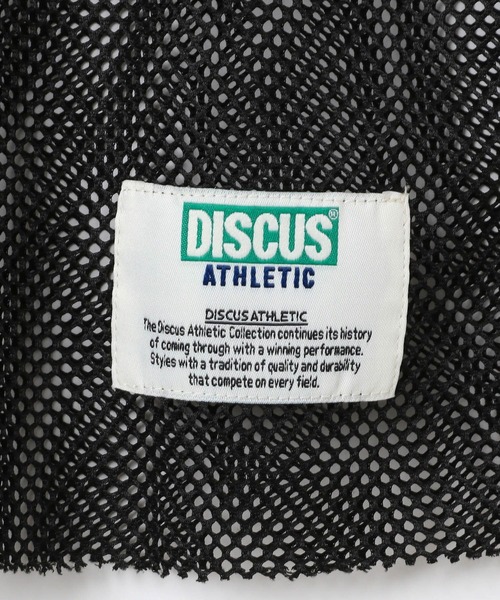 DISCUS®
ATHLETIC
DISCUS ATHLETIC
The Discus Athletic Collection continues its history
of coming through with a winning performance.
Styles with a tradition of quality and durability
that compete on every field.